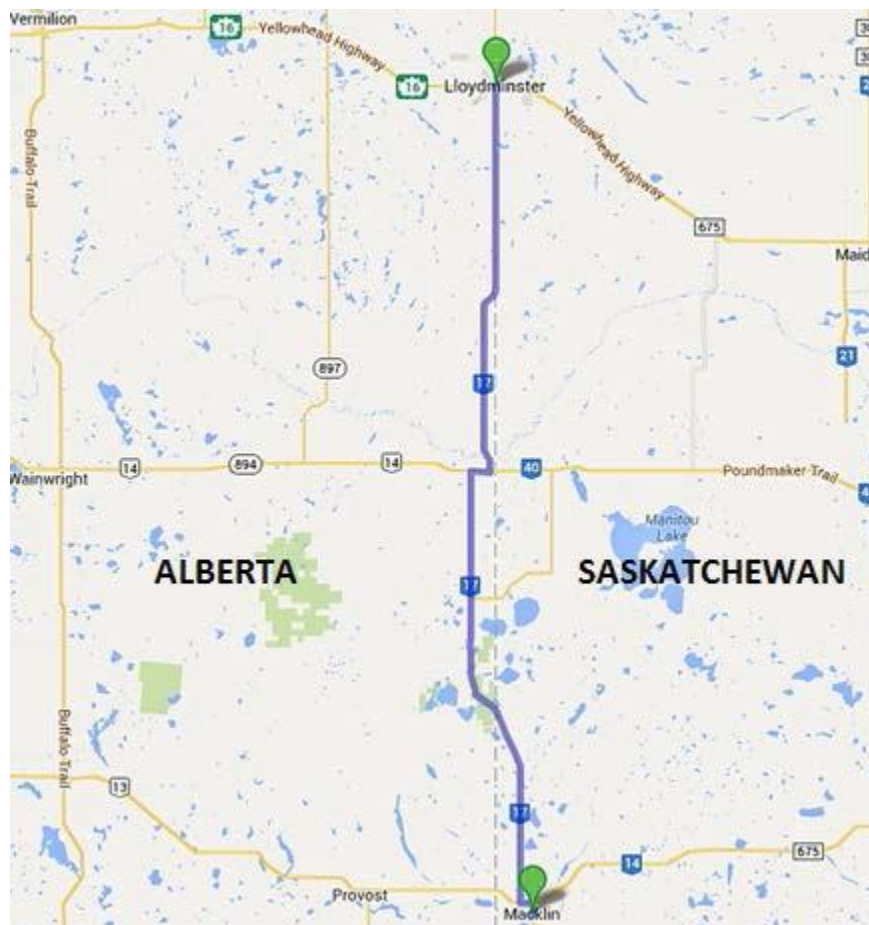 Vermilion
16
Yellowhead Highway
16
Lloydminster
Yellowhead Highway
Buffalo Trail
675
Maid
897
17
21
14
894
14
40
Wainwright
Poundmaker Trail
Manitou
Lake
ALBERTA
SASKATCHEWAN
17
Buffalo Trail
13
17
14
675
Provost
Macklin